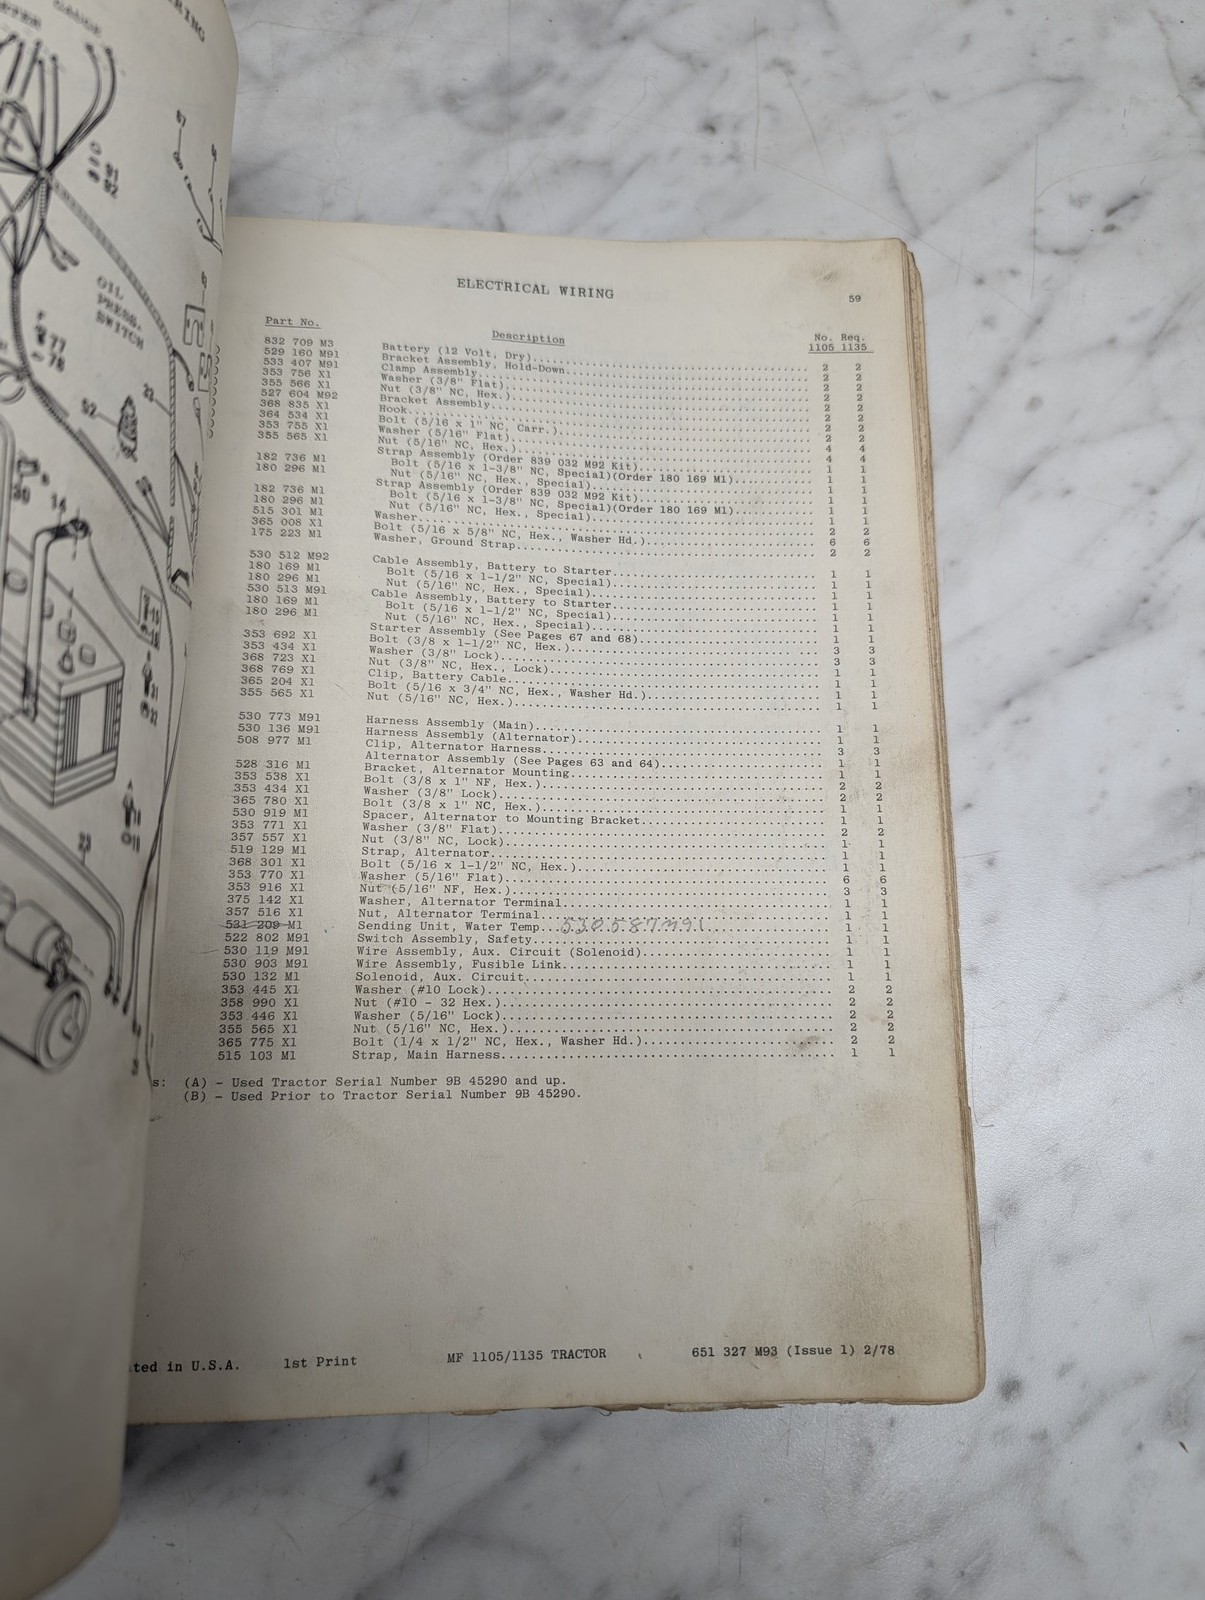 WIRING
GAUGE
91
92
OIL
PRESS.
SWITCH
77
78
22
52
30
14
31
32
23
ELECTRICAL WIRING
59
Part No. Description No. Req.
1105 1135
832 709 M3 Battery (12 Volt, Dry) 2 2
529 160 M91 Bracket Assembly, Hold-Down 2 2
533 407 M91 Clamp Assembly 2 2
353 756 X1 Washer (3/8" Flat) 2 2
355 566 X1 Nut (3/8" NC, Hex.) 2 2
527 604 M92 Bracket Assembly 2 2
368 835 X1 Hook 2 2
364 534 X1 Bolt (5/16 x 1" NC, Carr.) 2 2
353 755 X1 Washer (5/16" Flat) 4 4
355 565 X1 Nut (5/16" NC, Hex.) 4 4
Strap Assembly (Order 839 032 M92 Kit) 1 1
182 736 M1 Bolt (5/16 x 1-3/8" NC, Special)(Order 180 169 M1) 1 1
180 296 M1 Nut (5/16" NC, Hex., Special) 1 1
Strap Assembly (Order 839 032 M92 Kit) 1 1
182 736 M1 Bolt (5/16 x 1-3/8" NC, Special)(Order 180 169 M1) 1 1
180 296 M1 Nut (5/16" NC, Hex., Special) 1 1
515 301 M1 Washer 2 2
365 008 X1 Bolt (5/16 x 5/8" NC, Hex., Washer Hd.) 6 6
175 223 M1 Washer, Ground Strap 2 2
530 512 M92 Cable Assembly, Battery to Starter 1 1
180 169 M1 Bolt (5/16 x 1-1/2" NC, Special) 1 1
180 296 M1 Nut (5/16" NC, Hex., Special) 1 1
530 513 M91 Cable Assembly, Battery to Starter 1 1
180 169 M1 Bolt (5/16 x 1-1/2" NC, Special) 1 1
180 296 M1 Nut (5/16" NC, Hex., Special) 1 1
Starter Assembly (See Pages 67 and 68) 1 1
353 692 X1 Bolt (3/8 x 1-1/2" NC, Hex.) 3 3
353 434 X1 Washer (3/8" Lock) 3 3
368 723 X1 Nut (3/8" NC, Hex., Lock) 1 1
368 769 X1 Clip, Battery Cable 1 1
365 204 X1 Bolt (5/16 x 3/4" NC, Hex., Washer Hd.) 1 1
355 565 X1 Nut (5/16" NC, Hex.) 1 1
530 773 M91 Harness Assembly (Main) 1 1
530 136 M91 Harness Assembly (Alternator) 1 1
508 977 M1 Clip, Alternator Harness 3 3
Alternator Assembly (See Pages 63 and 64) 1 1
528 316 M1 Bracket, Alternator Mounting 1 1
353 538 X1 Bolt (3/8 x 1" NF, Hex.) 2 2
353 434 X1 Washer (3/8" Lock) 2 2
365 780 X1 Bolt (3/8 x 1" NC, Hex.) 1 1
530 919 M1 Spacer, Alternator to Mounting Bracket 1 1
353 771 X1 Washer (3/8" Flat) 2 2
357 557 X1 Nut (3/8" NC, Lock) 1 1
519 129 M1 Strap, Alternator 1 1
368 301 X1 Bolt (5/16 x 1-1/2" NC, Hex.) 1 1
353 770 X1 Washer (5/16" Flat) 6 6
353 916 X1 Nut (5/16" NF, Hex.) 3 3
375 142 X1 Washer, Alternator Terminal 1 1
357 516 X1 Nut, Alternator Terminal 1 1
531 209 M1 Sending Unit, Water Temp 530 587 M91 1 1
522 802 M91 Switch Assembly, Safety 1 1
530 119 M91 Wire Assembly, Aux. Circuit (Solenoid) 1 1
530 903 M91 Wire Assembly, Fusible Link 1 1
530 132 M1 Solenoid, Aux. Circuit 1 1
353 445 X1 Washer (#10 Lock) 2 2
358 990 X1 Nut (#10 - 32 Hex.) 2 2
353 446 X1 Washer (5/16" Lock) 2 2
355 565 X1 Nut (5/16" NC, Hex.) 2 2
365 775 X1 Bolt (1/4 x 1/2" NC, Hex., Washer Hd.) 2 2
515 103 M1 Strap, Main Harness 1 1
s: (A) - Used Tractor Serial Number 9B 45290 and up.
(B) - Used Prior to Tractor Serial Number 9B 45290.
ted in U.S.A. 1st Print MF 1105/1135 TRACTOR 651 327 M93 (Issue 1) 2/78